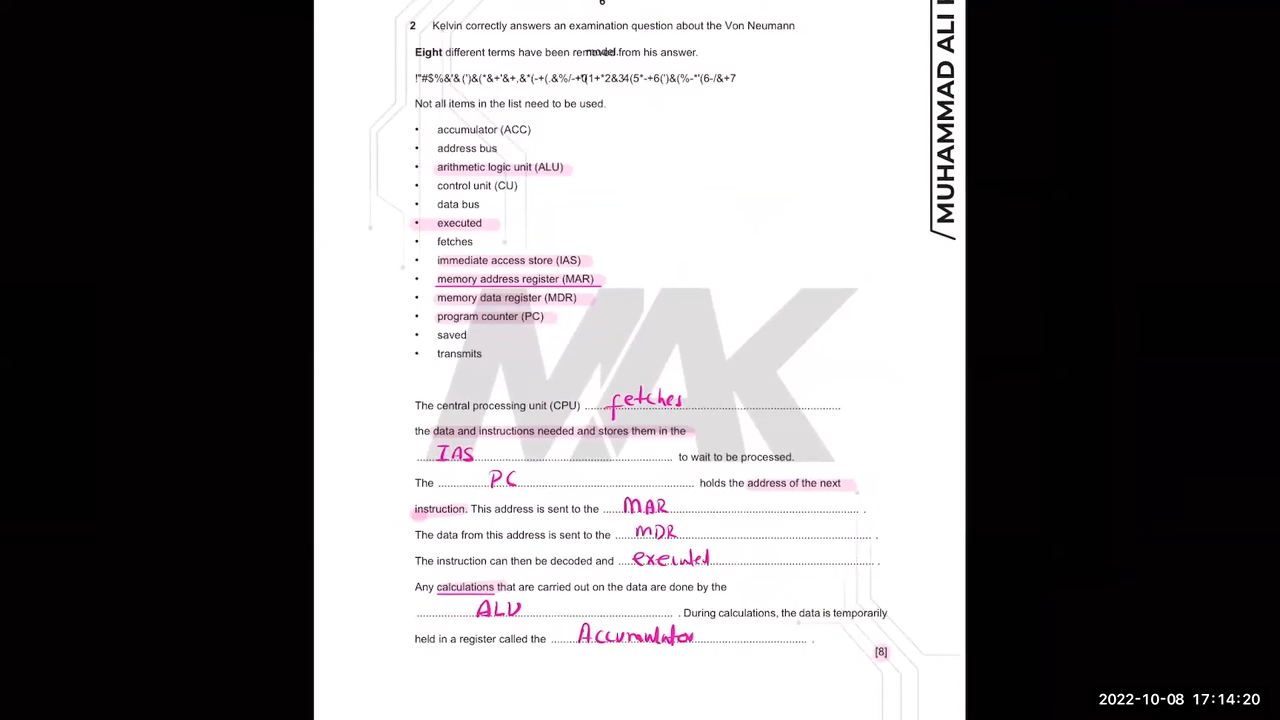 6
2 Kelvin correctly answers an examination question about the Von Neumann
model.
Eight different terms have been removed from his answer.
Not all items in the list need to be used.
• accumulator (ACC)
• address bus
• arithmetic logic unit (ALU)
• control unit (CU)
• data bus
• executed
• fetches
• immediate access store (IAS)
• memory address register (MAR)
• memory data register (MDR)
• program counter (PC)
• saved
• transmits
MAK
The central processing unit (CPU) fetches
the data and instructions needed and stores them in the
IAS to wait to be processed.
The PC holds the address of the next
instruction. This address is sent to the MAR .
The data from this address is sent to the MDR .
The instruction can then be decoded and executed .
Any calculations that are carried out on the data are done by the
ALU . During calculations, the data is temporarily
held in a register called the Accumulator .
[8]
MUHAMMAD ALI
2022-10-08 17:14:20